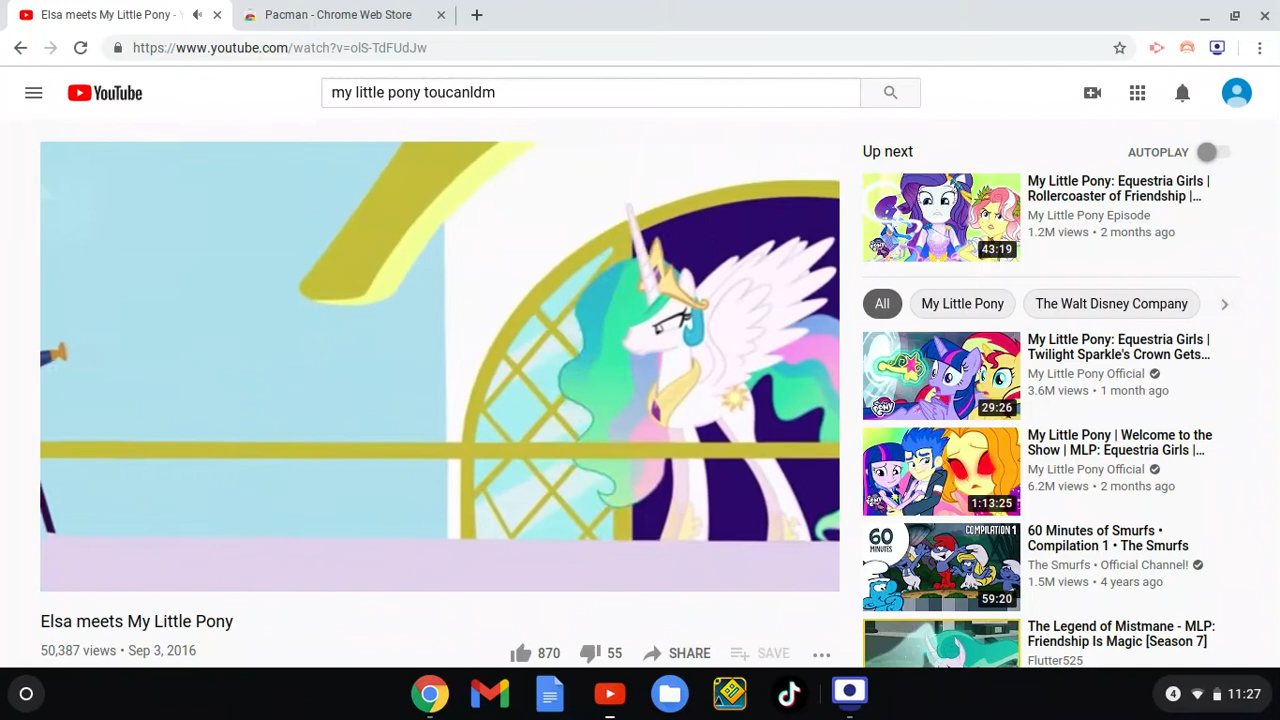 Elsa meets My Little Pony -
Pacman - Chrome Web Store
https://www.youtube.com/watch?v=olS-TdFUdJw
YouTube
my little pony toucanldm
Up next
AUTOPLAY
My Little Pony: Equestria Girls |
Rollercoaster of Friendship |...
My Little Pony Episode
1.2M views • 2 months ago
43:19
All
My Little Pony
The Walt Disney Company
My Little Pony: Equestria Girls |
Twilight Sparkle's Crown Gets...
My Little Pony Official
3.6M views • 1 month ago
29:26
My Little Pony | Welcome to the
Show | MLP: Equestria Girls |...
My Little Pony Official
6.2M views • 2 months ago
1:13:25
60
MINUTES
COMPILATION 1
60 Minutes of Smurfs •
Compilation 1 • The Smurfs
The Smurfs • Official Channel!
1.5M views • 4 years ago
59:20
The Legend of Mistmane - MLP:
Friendship Is Magic [Season 7]
Flutter525
Elsa meets My Little Pony
50,387 views • Sep 3, 2016
870
55
SHARE
SAVE
4
11:27